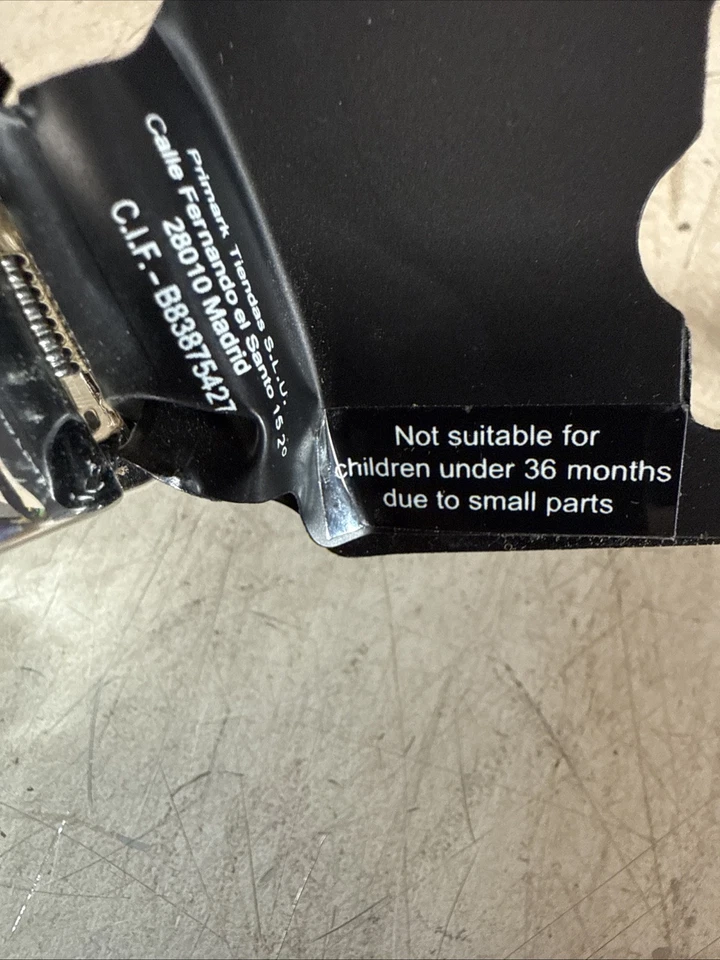 Primark Tiendas S.L.U.
Calle Fernando el Santo 15 2º
28010 Madrid
C.I.F. - B83875427
Not suitable for
children under 36 months
due to small parts